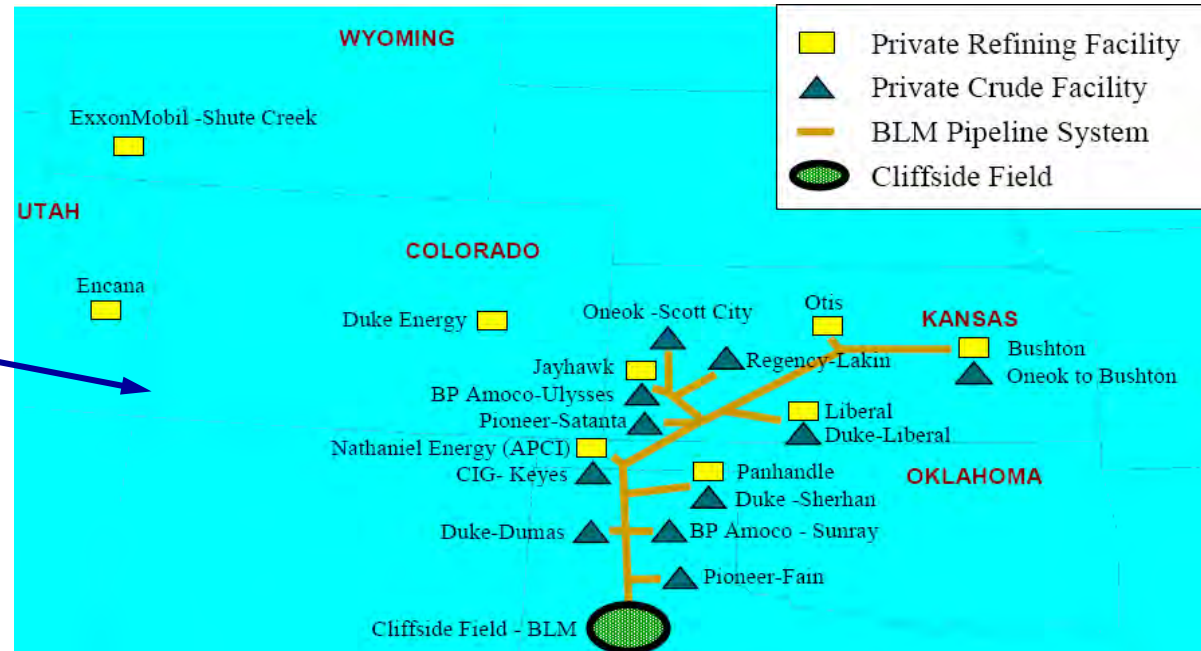 WYOMING
Private Refining Facility
Private Crude Facility
BLM Pipeline System
Cliffside Field
ExxonMobil -Shute Creek
UTAH
COLORADO
Encana
Duke Energy
Oneok -Scott City
Otis
KANSAS
Jayhawk
Regency-Lakin
Bushton
BP Amoco-Ulysses
Oneok to Bushton
Pioneer-Satanta
Liberal
Duke-Liberal
Nathaniel Energy (APCI)
CIG- Keyes
Panhandle
OKLAHOMA
Duke -Sherhan
Duke-Dumas
BP Amoco - Sunray
Pioneer-Fain
Cliffside Field - BLM